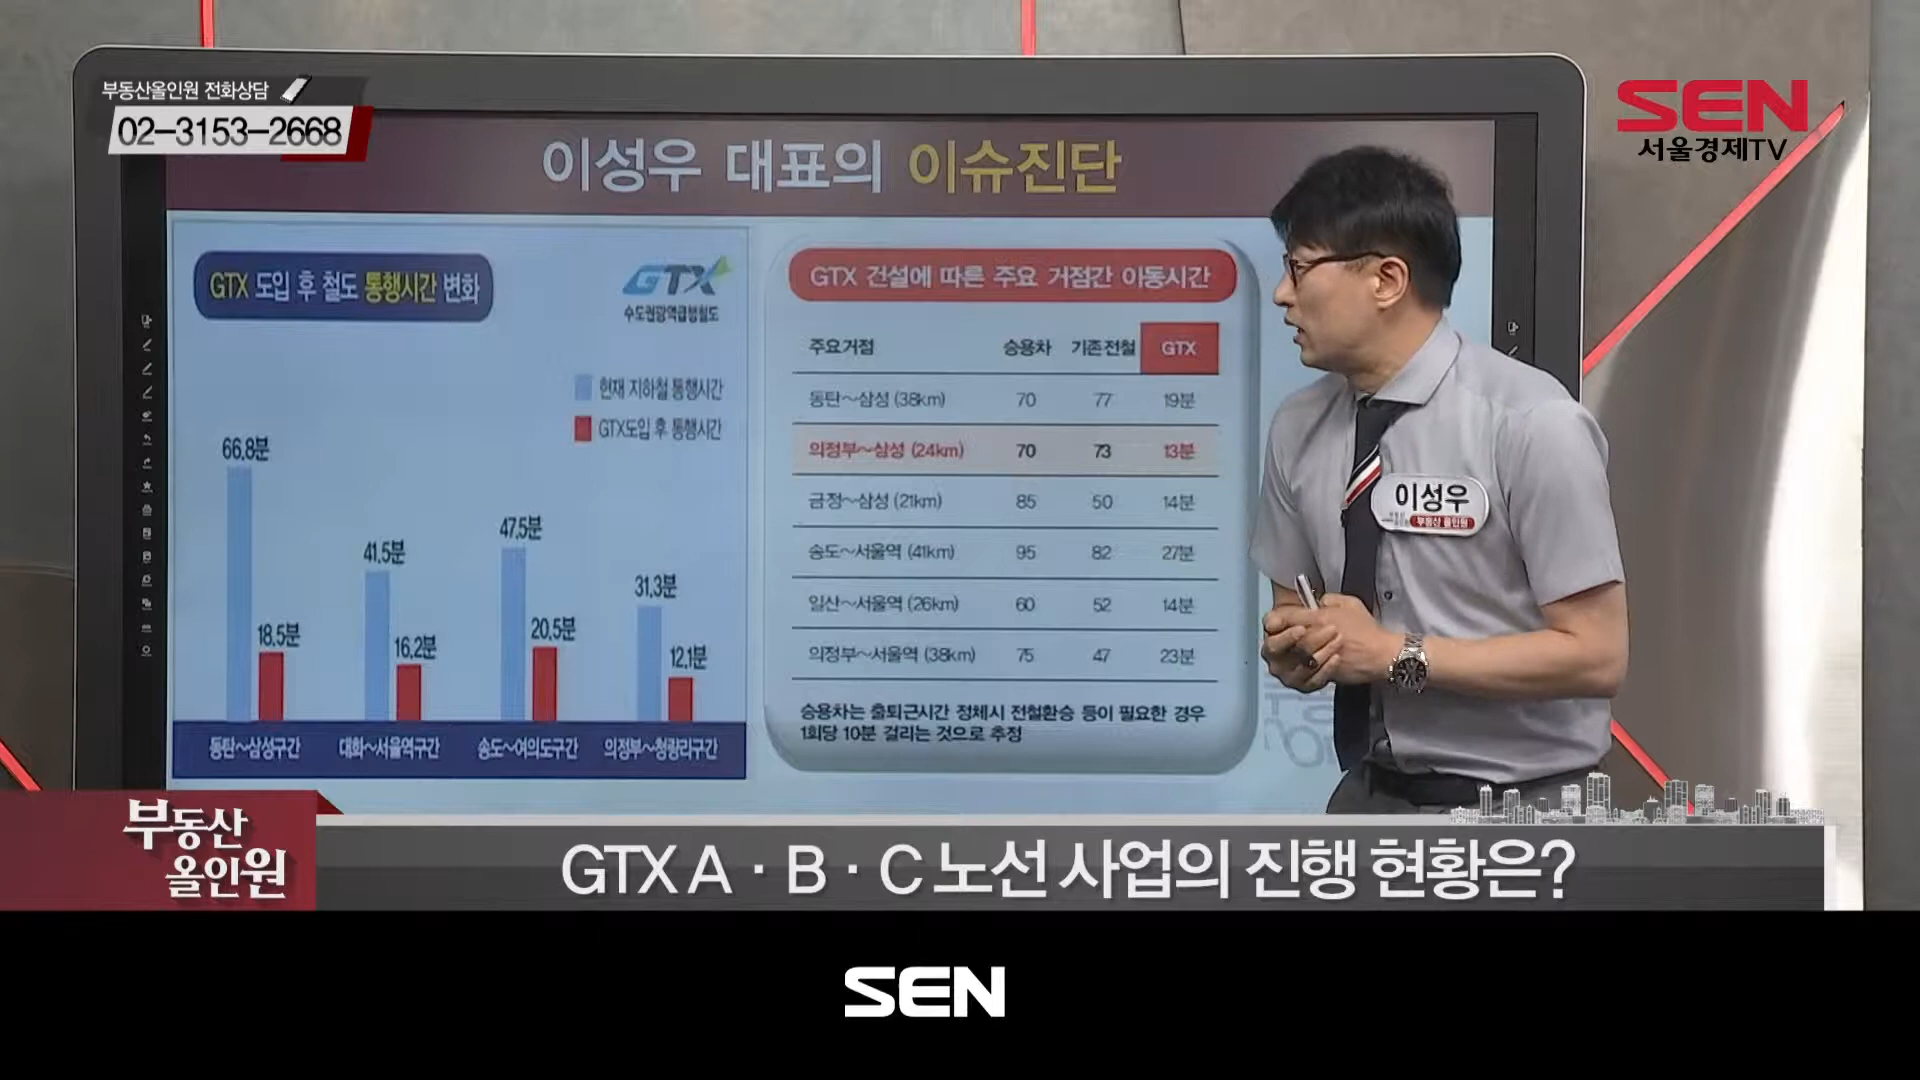 부동산올인원 전화상담
02-3153-2668
SEN
서울경제TV
이성우 대표의 이슈진단
GTX 도입 후 철도 통행시간 변화
GTX
수도권광역급행철도
현재 지하철 통행시간
GTX도입 후 통행시간
66.8분
18.5분
41.5분
16.2분
47.5분
20.5분
31.3분
12.1분
동탄~삼성구간 대화~서울역구간 송도~여의도구간 의정부~청량리구간
GTX 건설에 따른 주요 거점간 이동시간
주요거점 승용차 기존전철 GTX
동탄~삼성 (38km) 70 77 19분
의정부~삼성 (24km) 70 73 13분
금정~삼성 (21km) 85 50 14분
송도~서울역 (41km) 95 82 27분
일산~서울역 (26km) 60 52 14분
의정부~서울역 (38km) 75 47 23분
승용차는 출퇴근시간 정체시 전철환승 등이 필요한 경우
1회당 10분 걸리는 것으로 추정
이성우
부동산 올인원
부동산
올인원
GTX A · B · C 노선 사업의 진행 현황은?
SEN